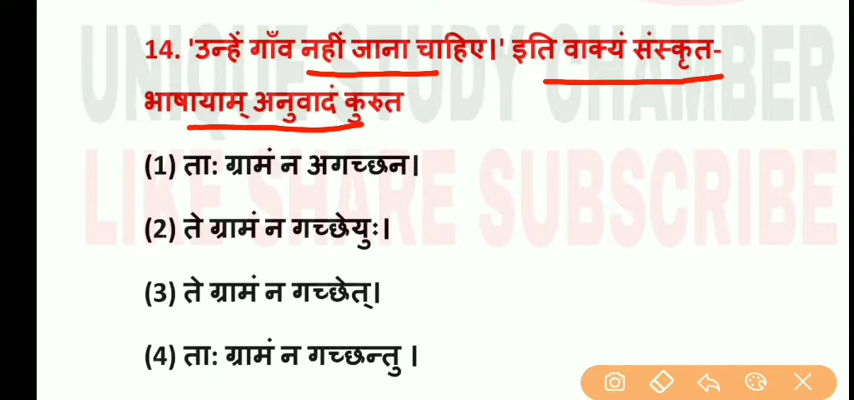 14. 'उन्हें गाँव नहीं जाना चाहिए।' इति वाक्यं संस्कृत-
भाषायाम् अनुवादं कुरुत
(1) ता: ग्रामं न अगच्छन।
(2) ते ग्रामं न गच्छेयुः।
(3) ते ग्रामं न गच्छेत्।
(4) ता: ग्रामं न गच्छन्तु ।
UNIQUE STUDY CHAMBER
LIKE SHARE SUBSCRIBE